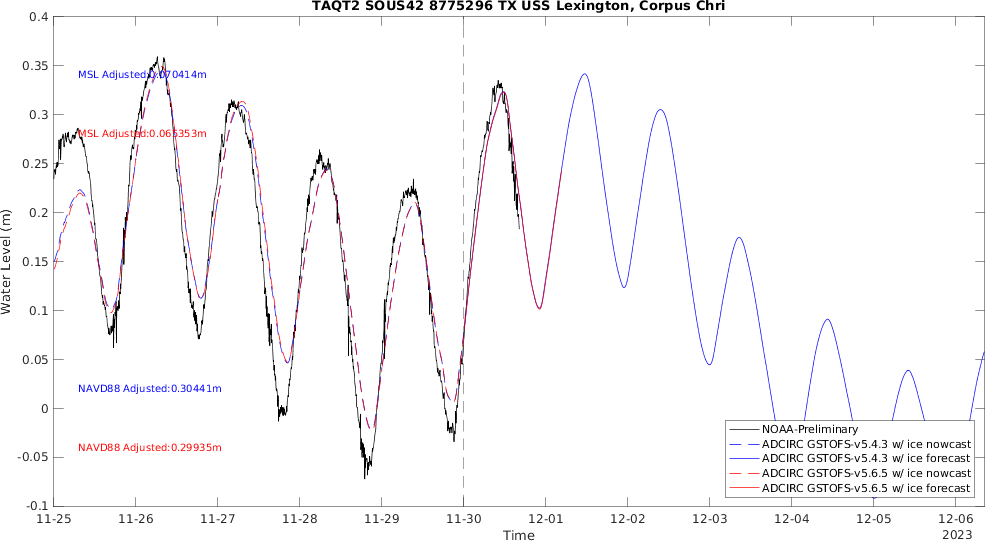 TAQT2 SOUS42 8775296 TX USS Lexington, Corpus Chri
0.4
0.35
0.3
0.25
0.2
0.15
0.1
0.05
0
-0.05
-0.1
Water Level (m)
MSL Adjusted:0.070414m
MSL Adjusted:0.065353m
NAVD88 Adjusted:0.30441m
NAVD88 Adjusted:0.29935m
NOAA-Preliminary
ADCIRC GSTOFS-v5.4.3 w/ ice nowcast
ADCIRC GSTOFS-v5.4.3 w/ ice forecast
ADCIRC GSTOFS-v5.6.5 w/ ice nowcast
ADCIRC GSTOFS-v5.6.5 w/ ice forecast
11-25 11-26 11-27 11-28 11-29 11-30 12-01 12-02 12-03 12-04 12-05 12-06
Time
2023